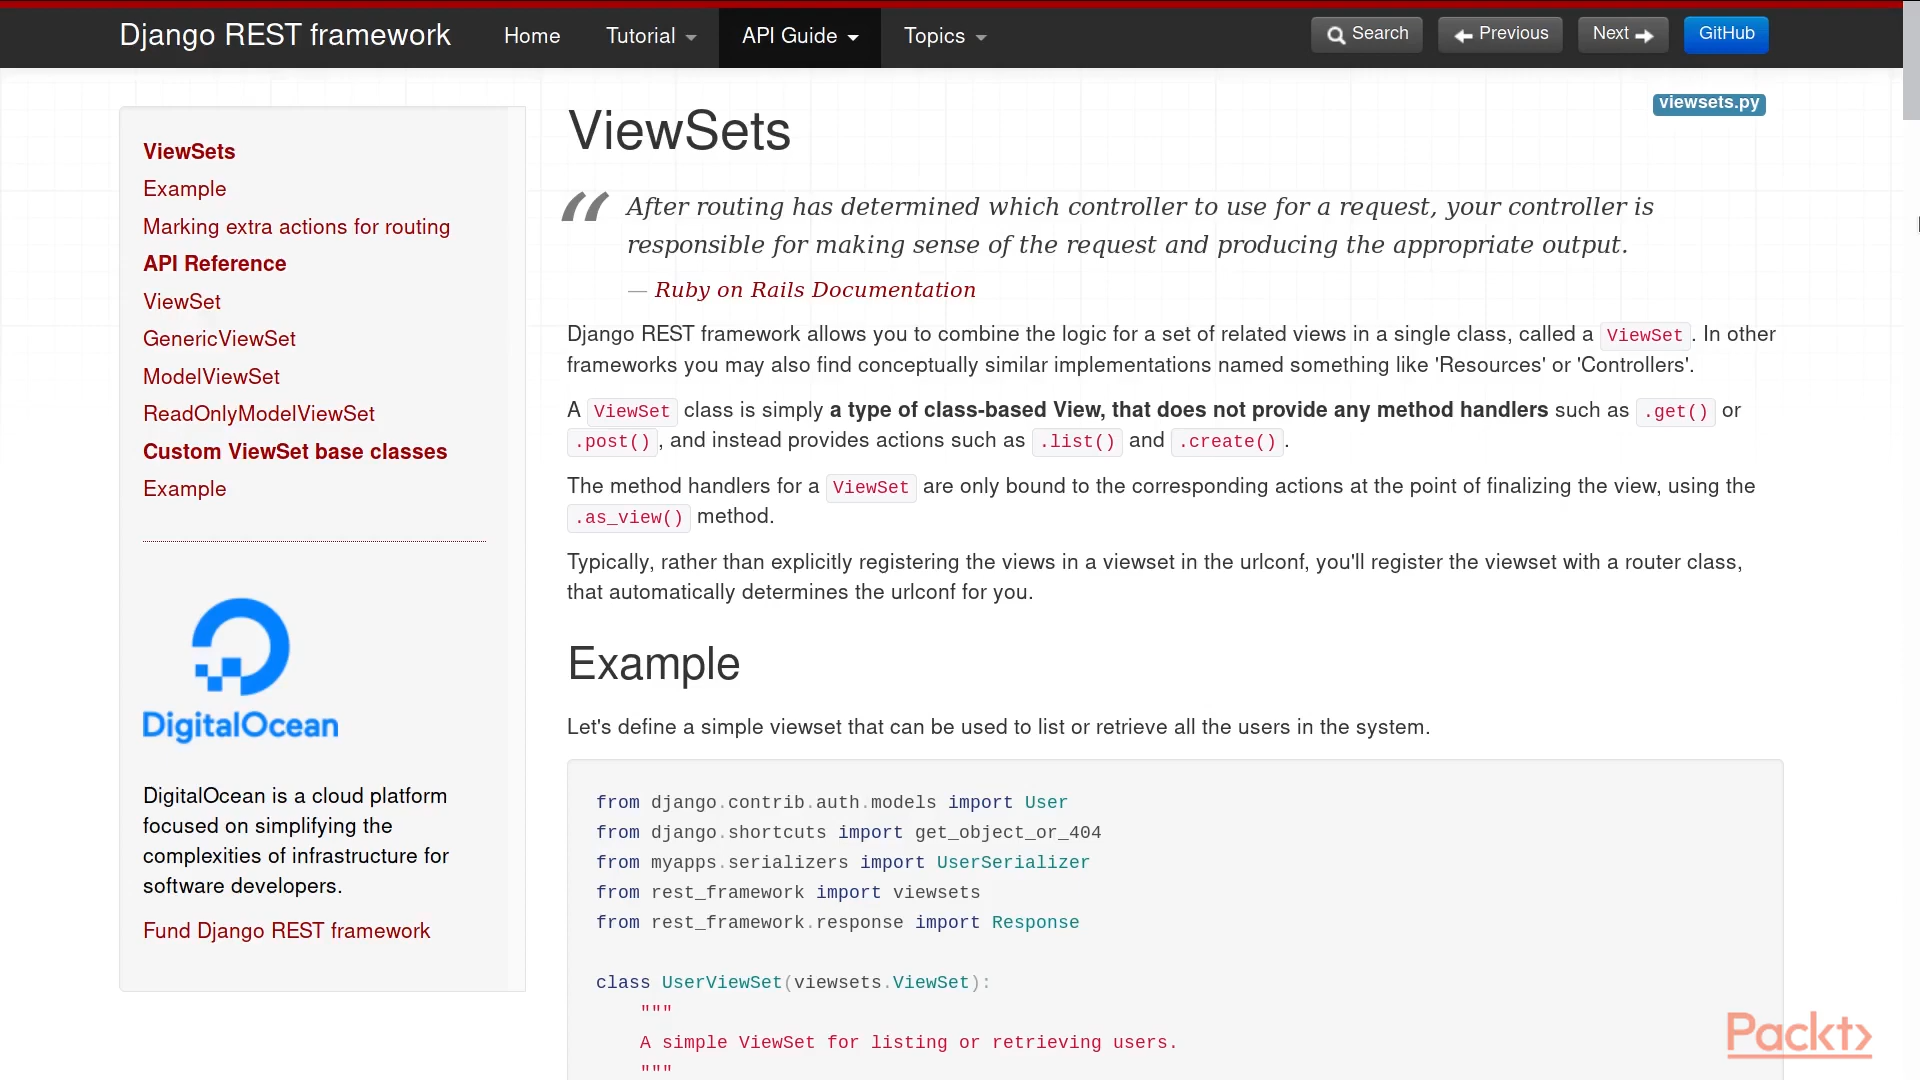 Django REST framework
Home
Tutorial
API Guide
Topics
Search
Previous
Next
GitHub
ViewSets
Example
Marking extra actions for routing
API Reference
ViewSet
GenericViewSet
ModelViewSet
ReadOnlyModelViewSet
Custom ViewSet base classes
Example
DigitalOcean
DigitalOcean is a cloud platform
focused on simplifying the
complexities of infrastructure for
software developers.
Fund Django REST framework
viewsets.py
ViewSets
“ After routing has determined which controller to use for a request, your controller is
responsible for making sense of the request and producing the appropriate output.
— Ruby on Rails Documentation
Django REST framework allows you to combine the logic for a set of related views in a single class, called a ViewSet. In other
frameworks you may also find conceptually similar implementations named something like 'Resources' or 'Controllers'.
A ViewSet class is simply a type of class-based View, that does not provide any method handlers such as .get() or
.post(), and instead provides actions such as .list() and .create().
The method handlers for a ViewSet are only bound to the corresponding actions at the point of finalizing the view, using the
.as_view() method.
Typically, rather than explicitly registering the views in a viewset in the urlconf, you'll register the viewset with a router class,
that automatically determines the urlconf for you.
Example
Let's define a simple viewset that can be used to list or retrieve all the users in the system.
from django.contrib.auth.models import User
from django.shortcuts import get_object_or_404
from myapps.serializers import UserSerializer
from rest_framework import viewsets
from rest_framework.response import Response
class UserViewSet(viewsets.ViewSet):
"""
A simple ViewSet for listing or retrieving users.
"""
Packt>